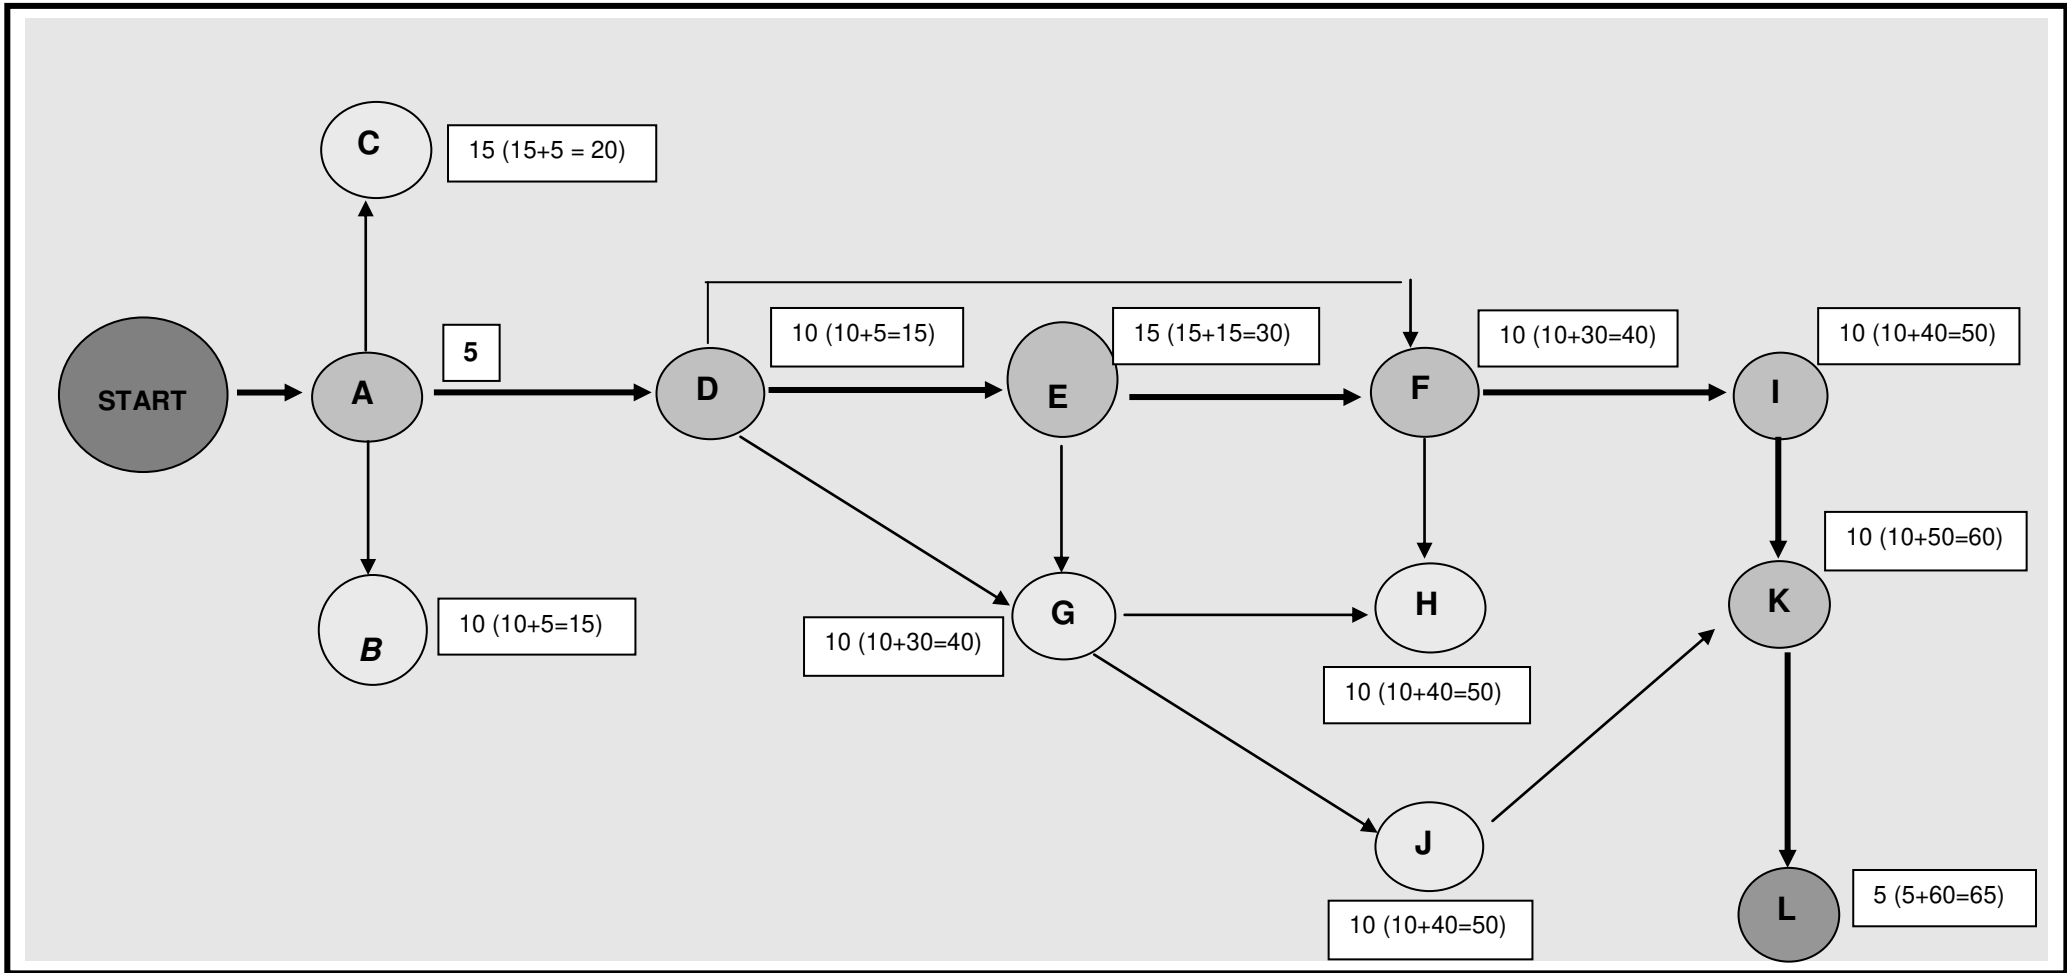 C
15 (15+5 = 20)
START
A
5
D
10 (10+5=15)
E
15 (15+15=30)
F
10 (10+30=40)
I
10 (10+40=50)
B
10 (10+5=15)
G
10 (10+30=40)
H
10 (10+40=50)
K
10 (10+50=60)
J
10 (10+40=50)
L
5 (5+60=65)